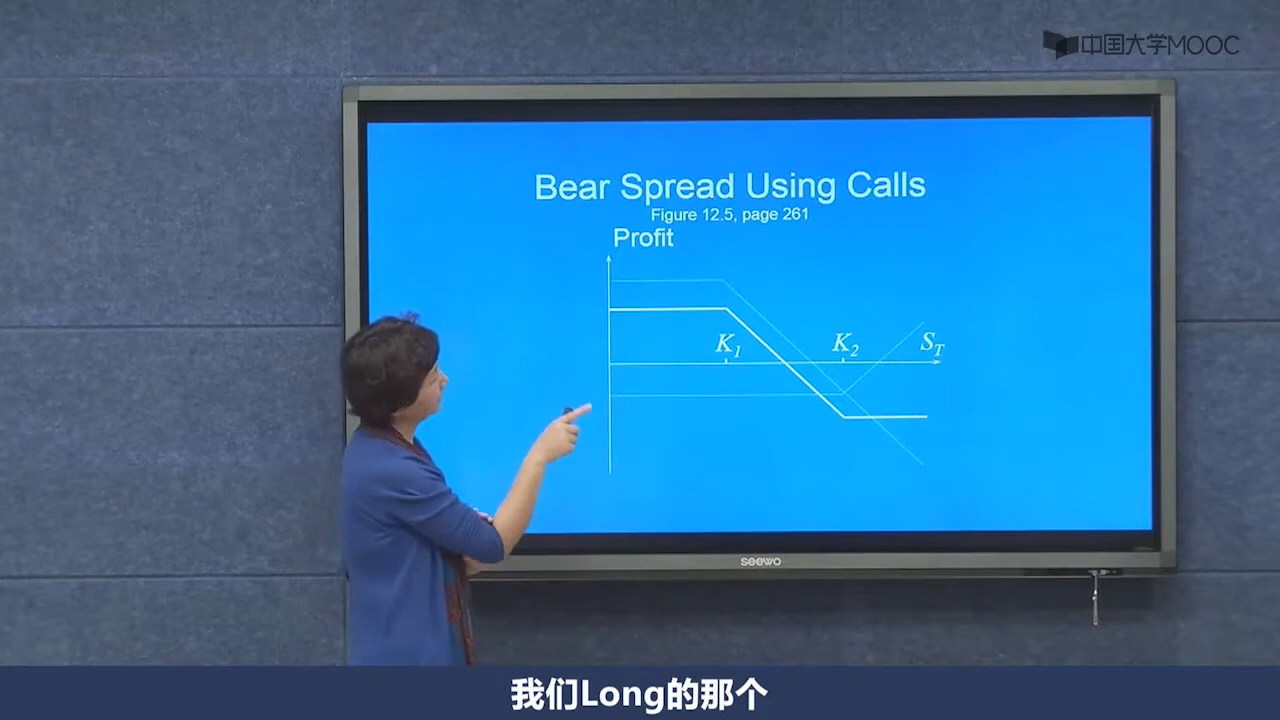 中国大学MOOC
Bear Spread Using Calls
Figure 12.5, page 261
Profit
K1
K2
ST
seewo
我们Long的那个